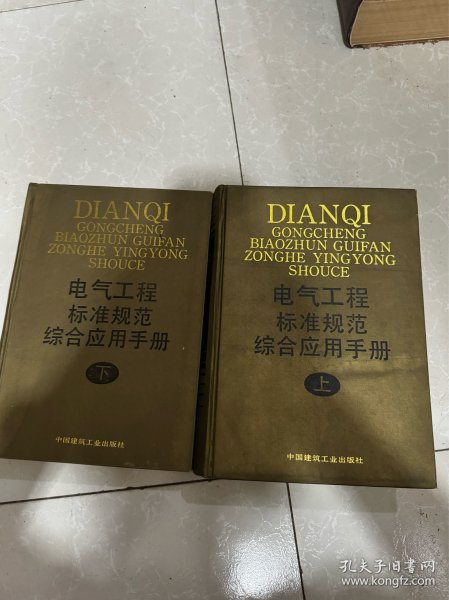 DIANQI
GONGCHENG
BIAOZHUN GUIFAN
ZONGHE YINGYONG
SHOUCE
电气工程
标准规范
综合应用手册
下
中国建筑工业出版社
DIANQI
GONGCHENG
BIAOZHUN GUIFAN
ZONGHE YINGYONG
SHOUCE
电气工程
标准规范
综合应用手册
上
中国建筑工业出版社
孔夫子旧书网
www.kongfz.com